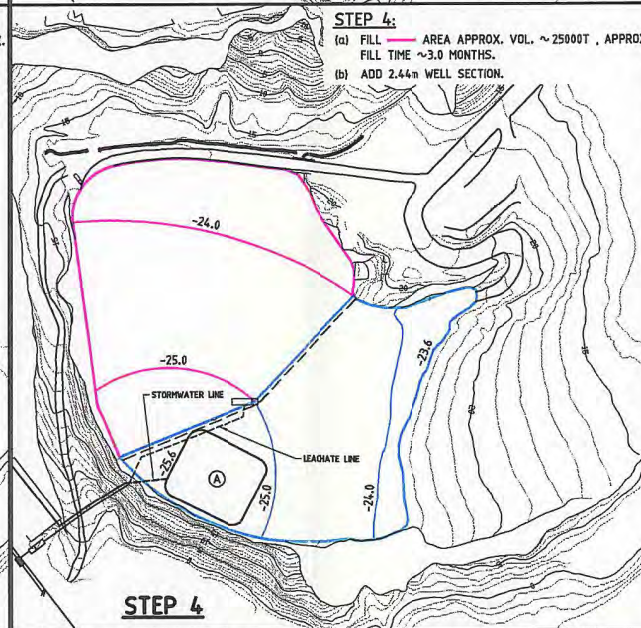 STEP 4:
(a) FILL AREA APPROX. VOL. ~25000T , APPROX
FILL TIME ~3.0 MONTHS.
(b) ADD 2.44m WELL SECTION.
-24.0
-23.6
-25.0
STORMWATER LINE
LEACHATE LINE
-25.6
A
-25.0
-24.0
STEP 4